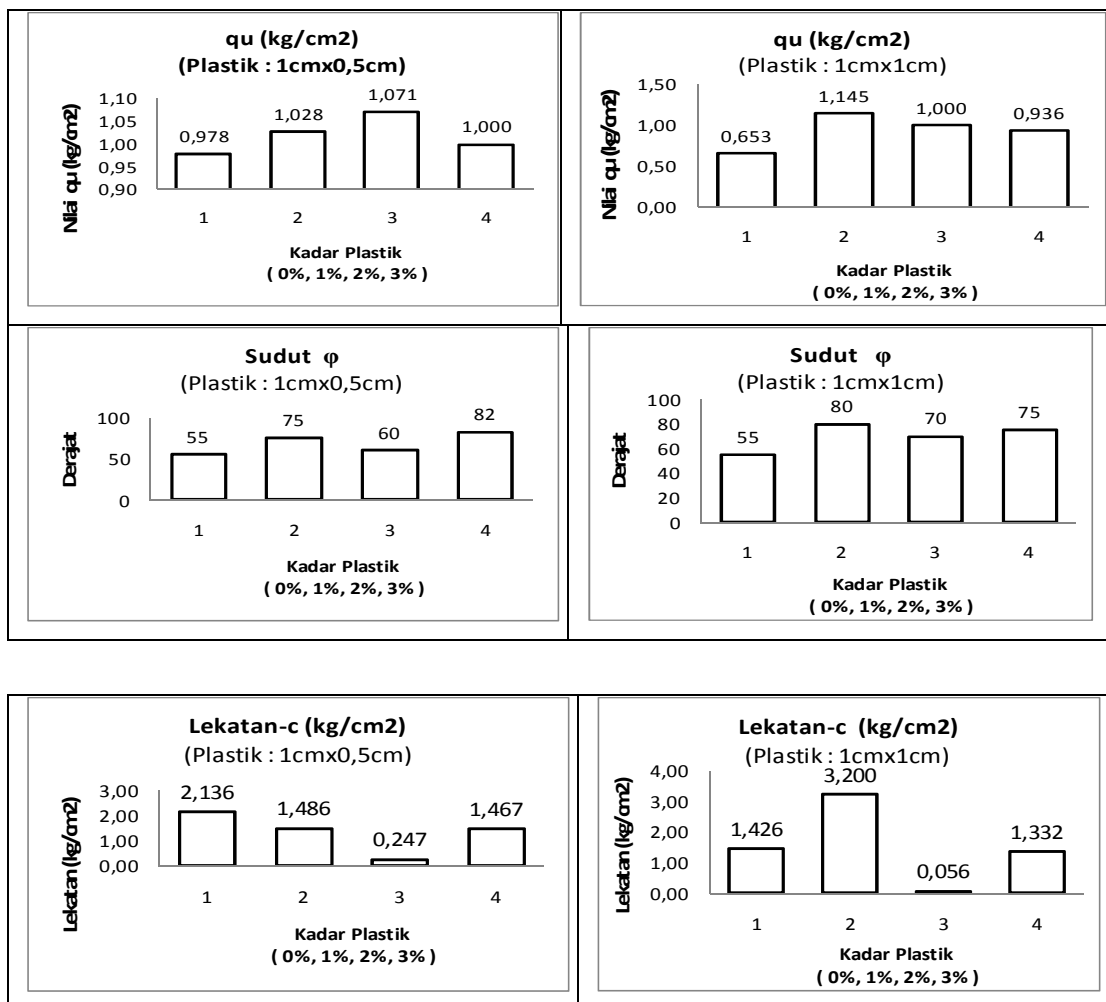 qu (kg/cm2)
(Plastik : 1cmx0,5cm)
Nilai qu (kg/cm2)
1,10
1,05
1,00
0,95
0,90
0,978
1,028
1,071
1,000
1 2 3 4
Kadar Plastik
( 0%, 1%, 2%, 3% )
qu (kg/cm2)
(Plastik : 1cmx1cm)
Nilai qu (kg/cm2)
1,50
1,00
0,50
0,00
0,653
1,145
1,000
0,936
1 2 3 4
Kadar Plastik
( 0%, 1%, 2%, 3% )
Sudut φ
(Plastik : 1cmx0,5cm)
Derajat
100
50
0
55
75
60
82
1 2 3 4
Kadar Plastik
( 0%, 1%, 2%, 3% )
Sudut φ
(Plastik : 1cmx1cm)
Derajat
100
80
60
40
20
0
55
80
70
75
1 2 3 4
Kadar Plastik
( 0%, 1%, 2%, 3% )
Lekatan-c (kg/cm2)
(Plastik : 1cmx0,5cm)
Lekatan (kg/cm2)
3,00
2,00
1,00
0,00
2,136
1,486
0,247
1,467
1 2 3 4
Kadar Plastik
( 0%, 1%, 2%, 3% )
Lekatan-c (kg/cm2)
(Plastik : 1cmx1cm)
Lekatan (kg/cm2)
4,00
3,00
2,00
1,00
0,00
1,426
3,200
0,056
1,332
1 2 3 4
Kadar Plastik
( 0%, 1%, 2%, 3% )